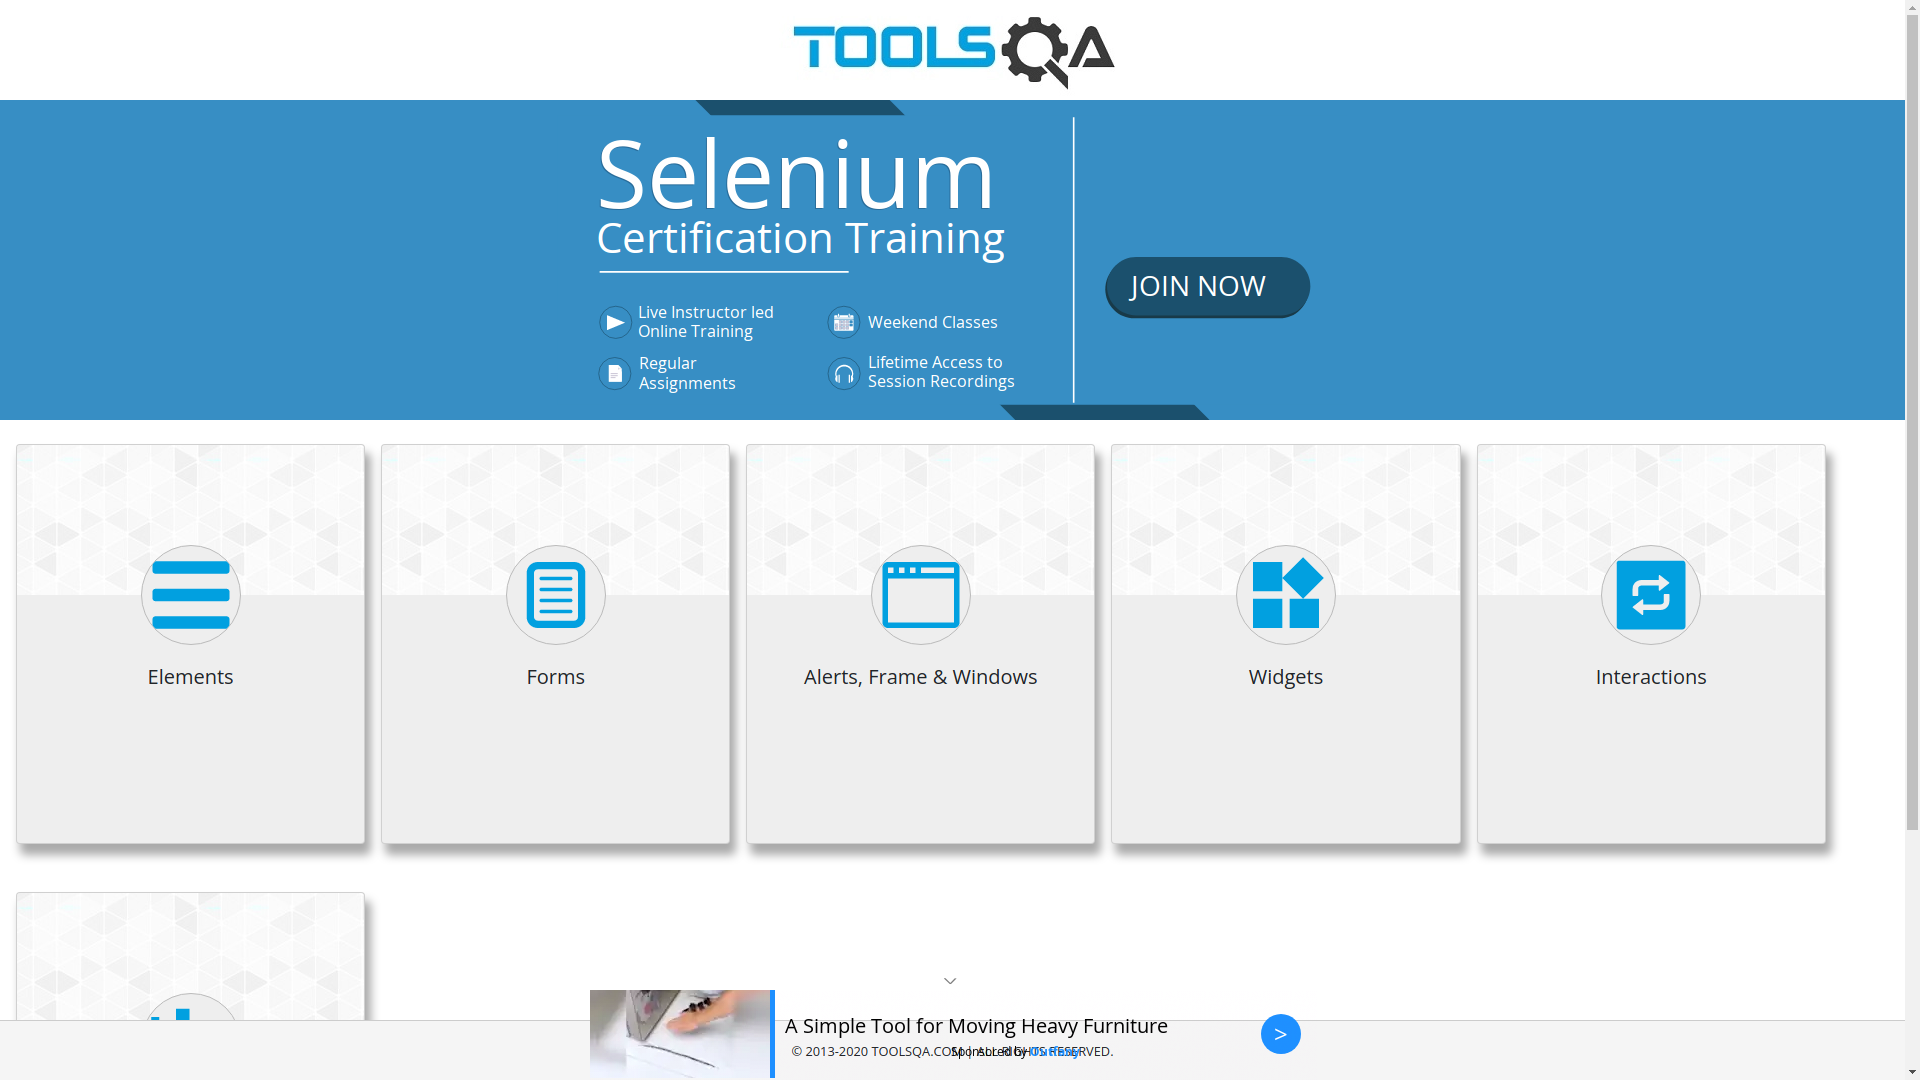 TOOLSQA
Selenium
Certification Training
JOIN NOW
Live Instructor led
Online Training
Weekend Classes
Regular
Assignments
Lifetime Access to
Session Recordings
Elements
Forms
Alerts, Frame & Windows
Widgets
Interactions
A Simple Tool for Moving Heavy Furniture
>
© 2013-2020 TOOLSQA.COM | ALL RIGHTS RESERVED.
Sponsored by